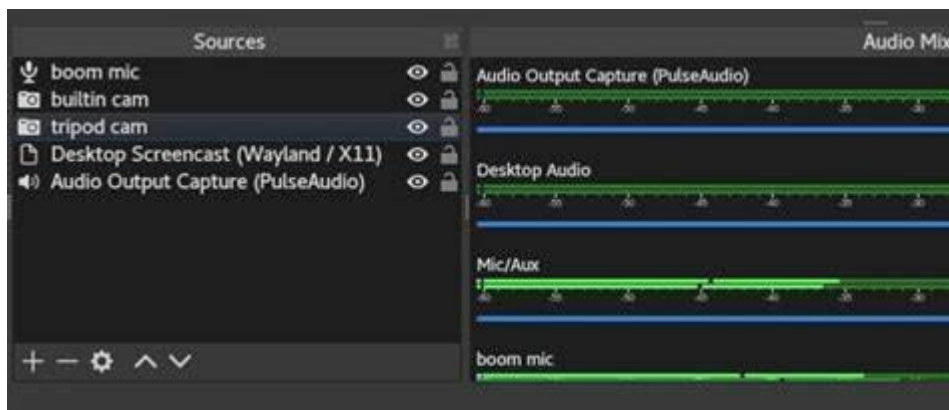 Sources
boom mic
builtin cam
tripod cam
Desktop Screencast (Wayland / X11)
Audio Output Capture (PulseAudio)
Audio Mix
Audio Output Capture (PulseAudio)
Desktop Audio
Mic/Aux
boom mic